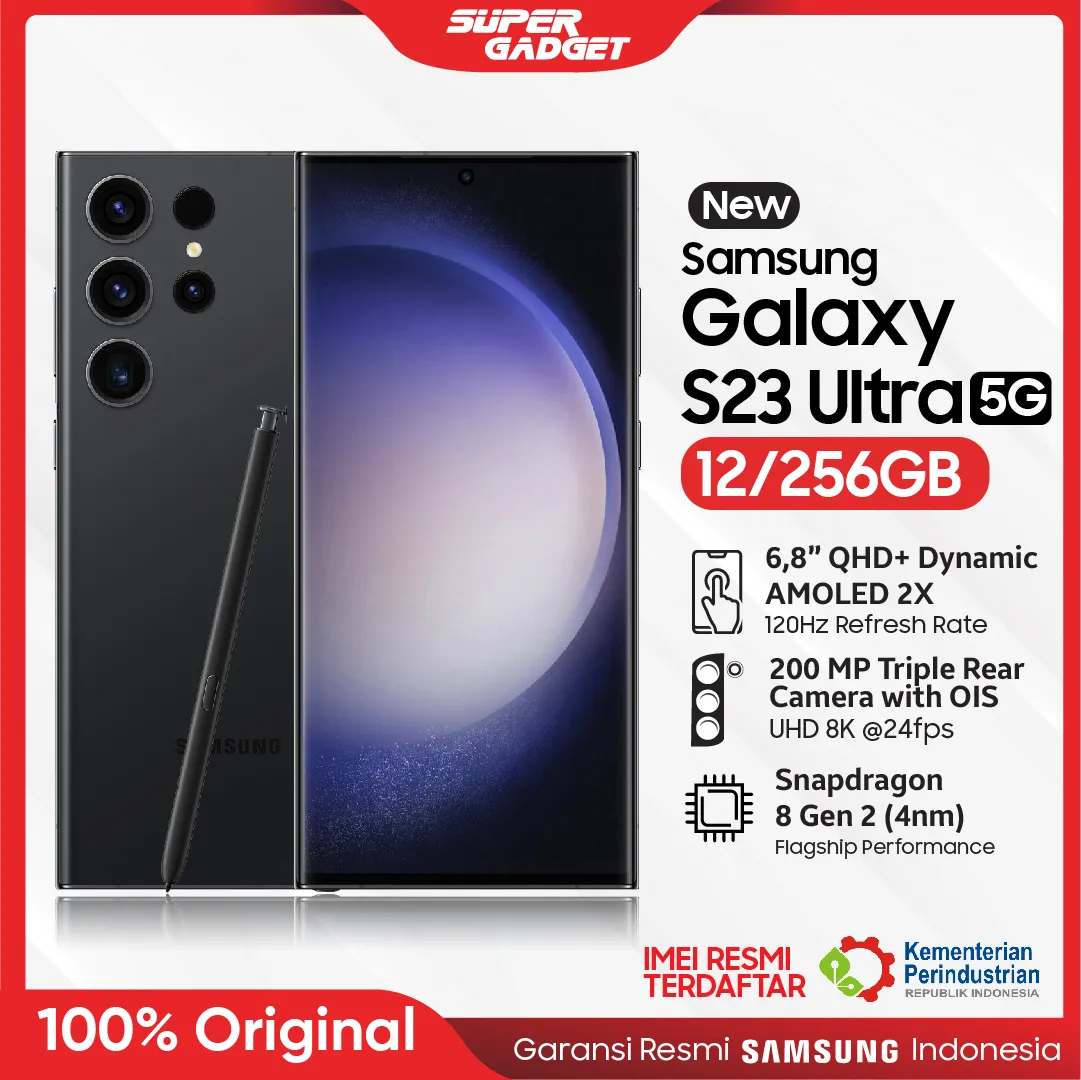 SUPER
GADGET
New
Samsung
Galaxy
S23 Ultra 5G
12/256GB
6,8” QHD+ Dynamic
AMOLED 2X
120Hz Refresh Rate
200 MP Triple Rear
Camera with OIS
UHD 8K @24fps
Snapdragon
8 Gen 2 (4nm)
Flagship Performance
SAMSUNG
IMEI RESMI
TERDAFTAR
Kementerian
Perindustrian
REPUBLIK INDONESIA
100% Original
Garansi Resmi SAMSUNG Indonesia